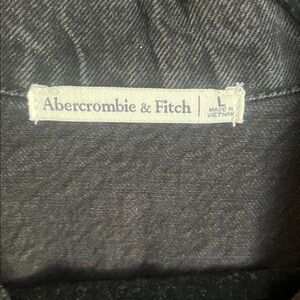 Abercrombie & Fitch
L
MADE IN
VIETNAM